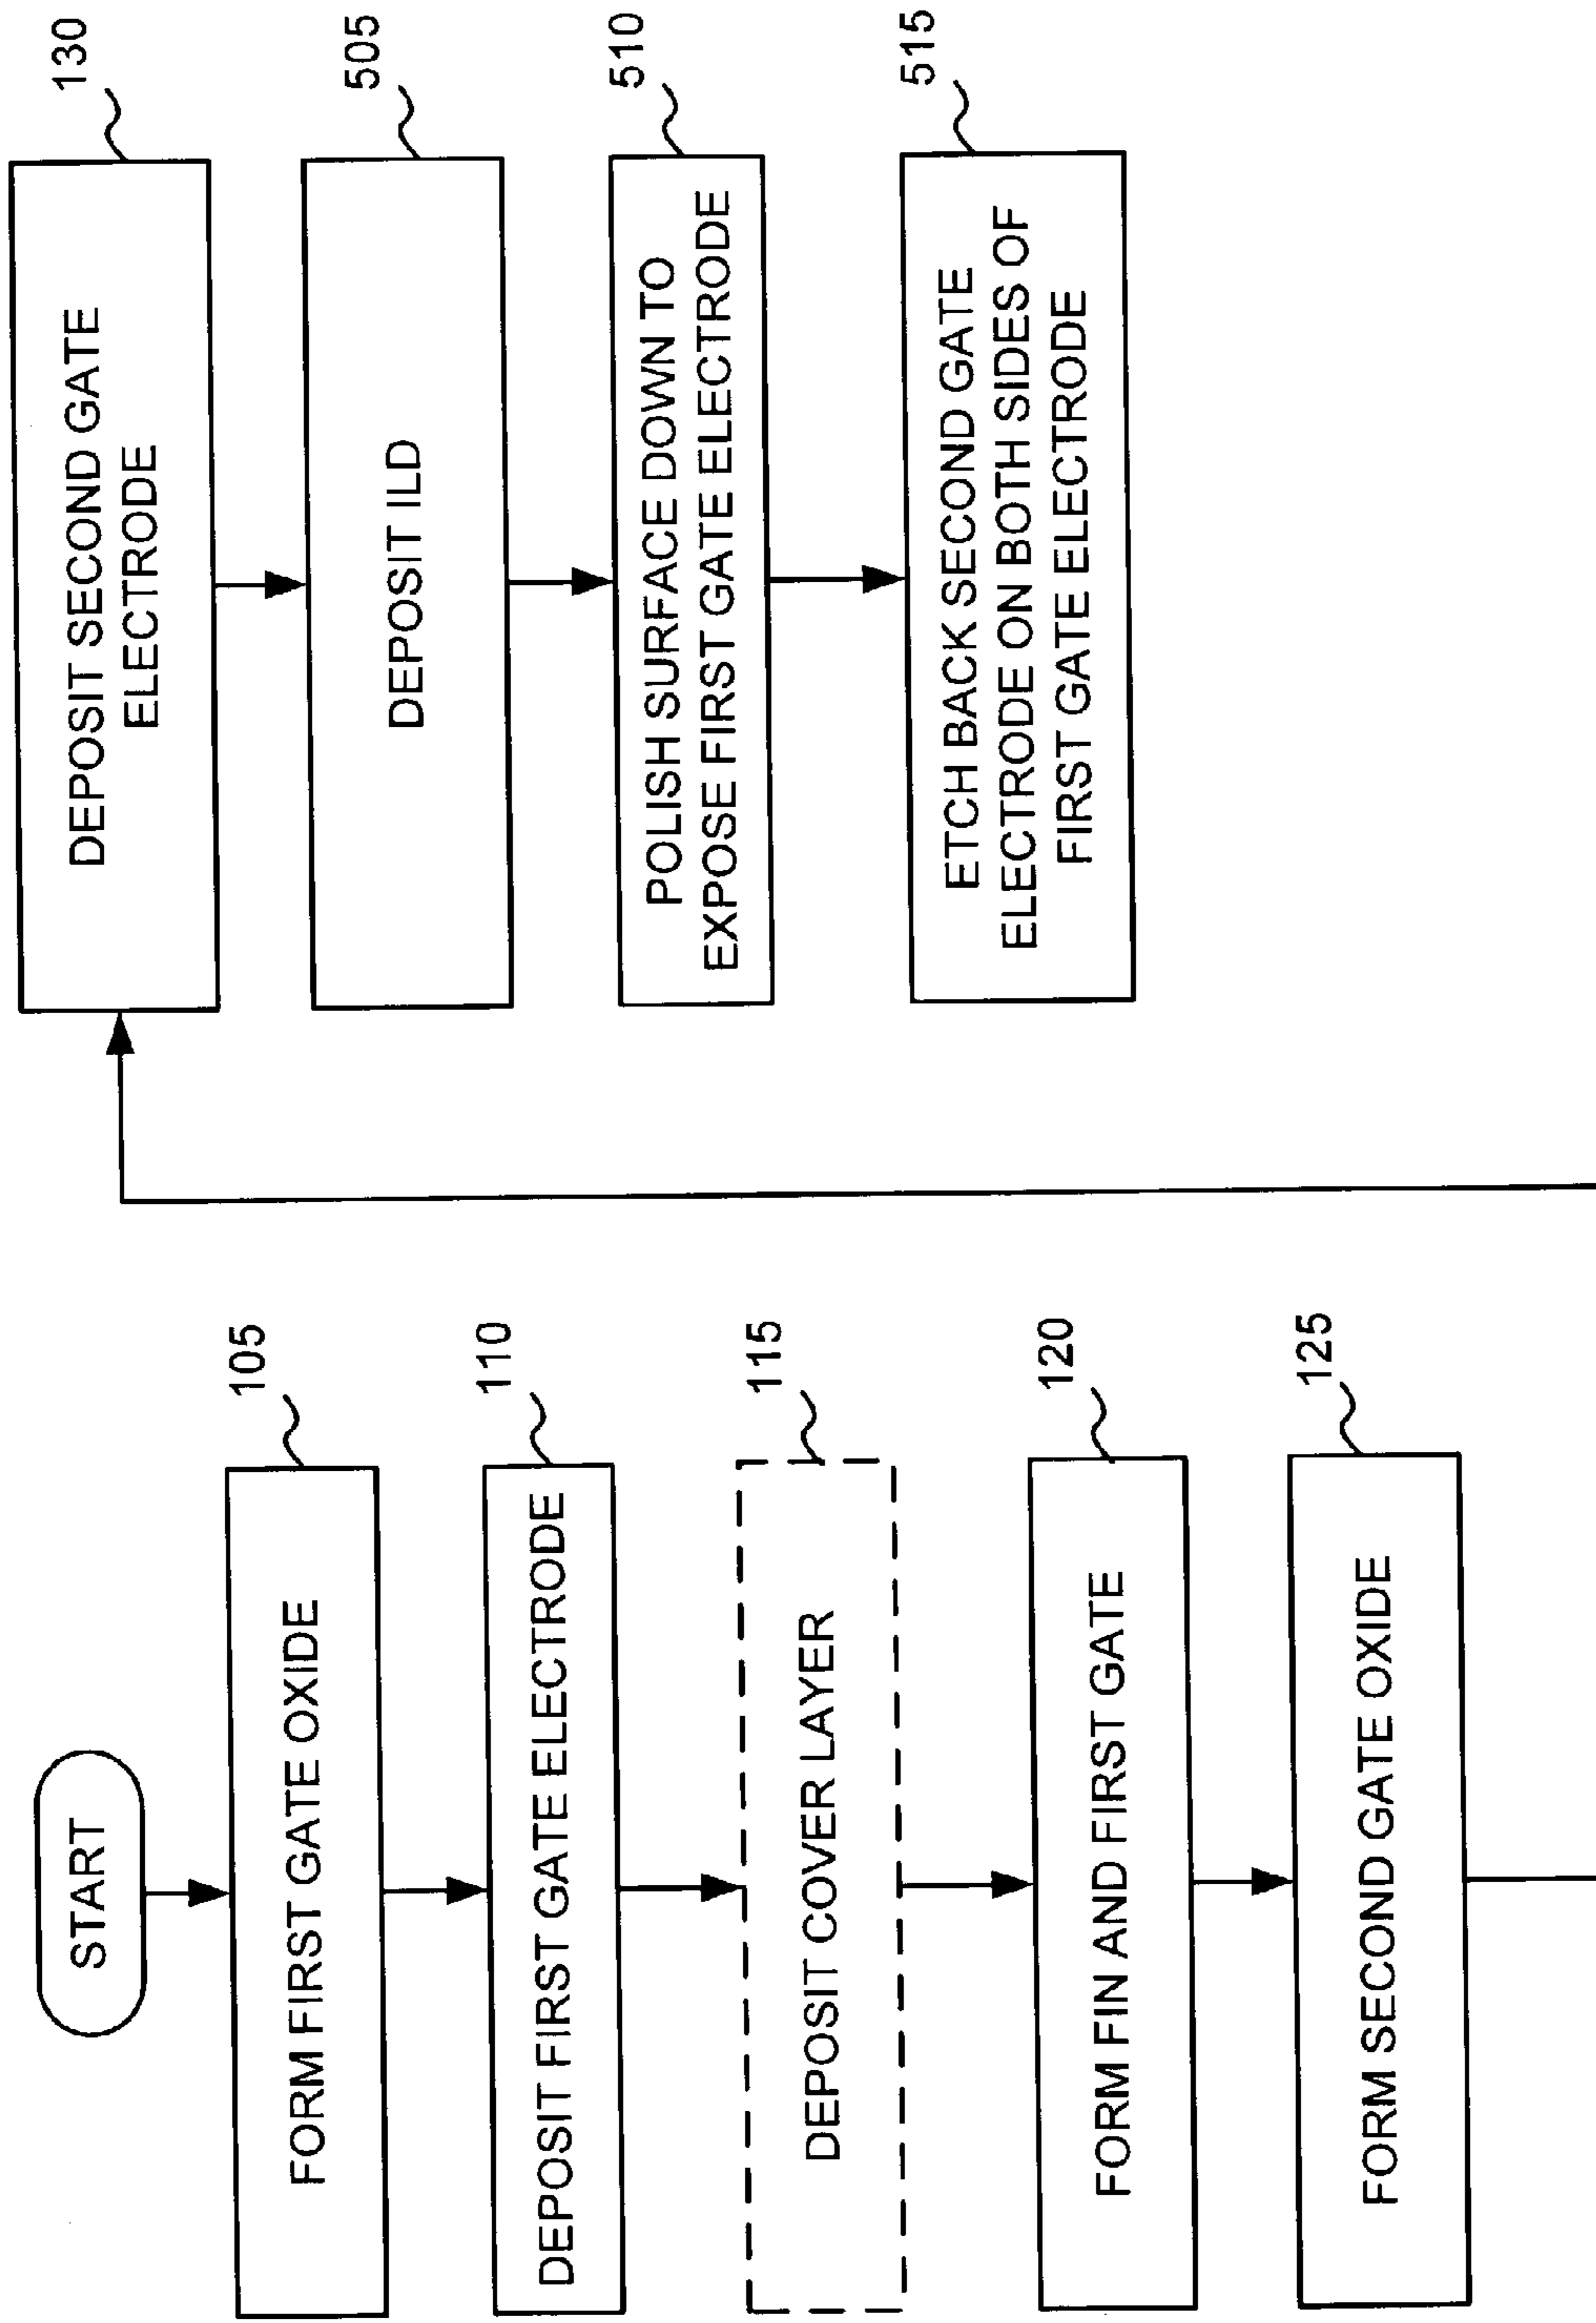 START
FORM FIRST GATE OXIDE
105
DEPOSIT FIRST GATE ELECTRODE
110
DEPOSIT COVER LAYER
115
FORM FIN AND FIRST GATE
120
FORM SECOND GATE OXIDE
125
DEPOSIT SECOND GATE
ELECTRODE
130
DEPOSIT ILD
505
POLISH SURFACE DOWN TO
EXPOSE FIRST GATE ELECTRODE
510
ETCH BACK SECOND GATE
ELECTRODE ON BOTH SIDES OF
FIRST GATE ELECTRODE
515